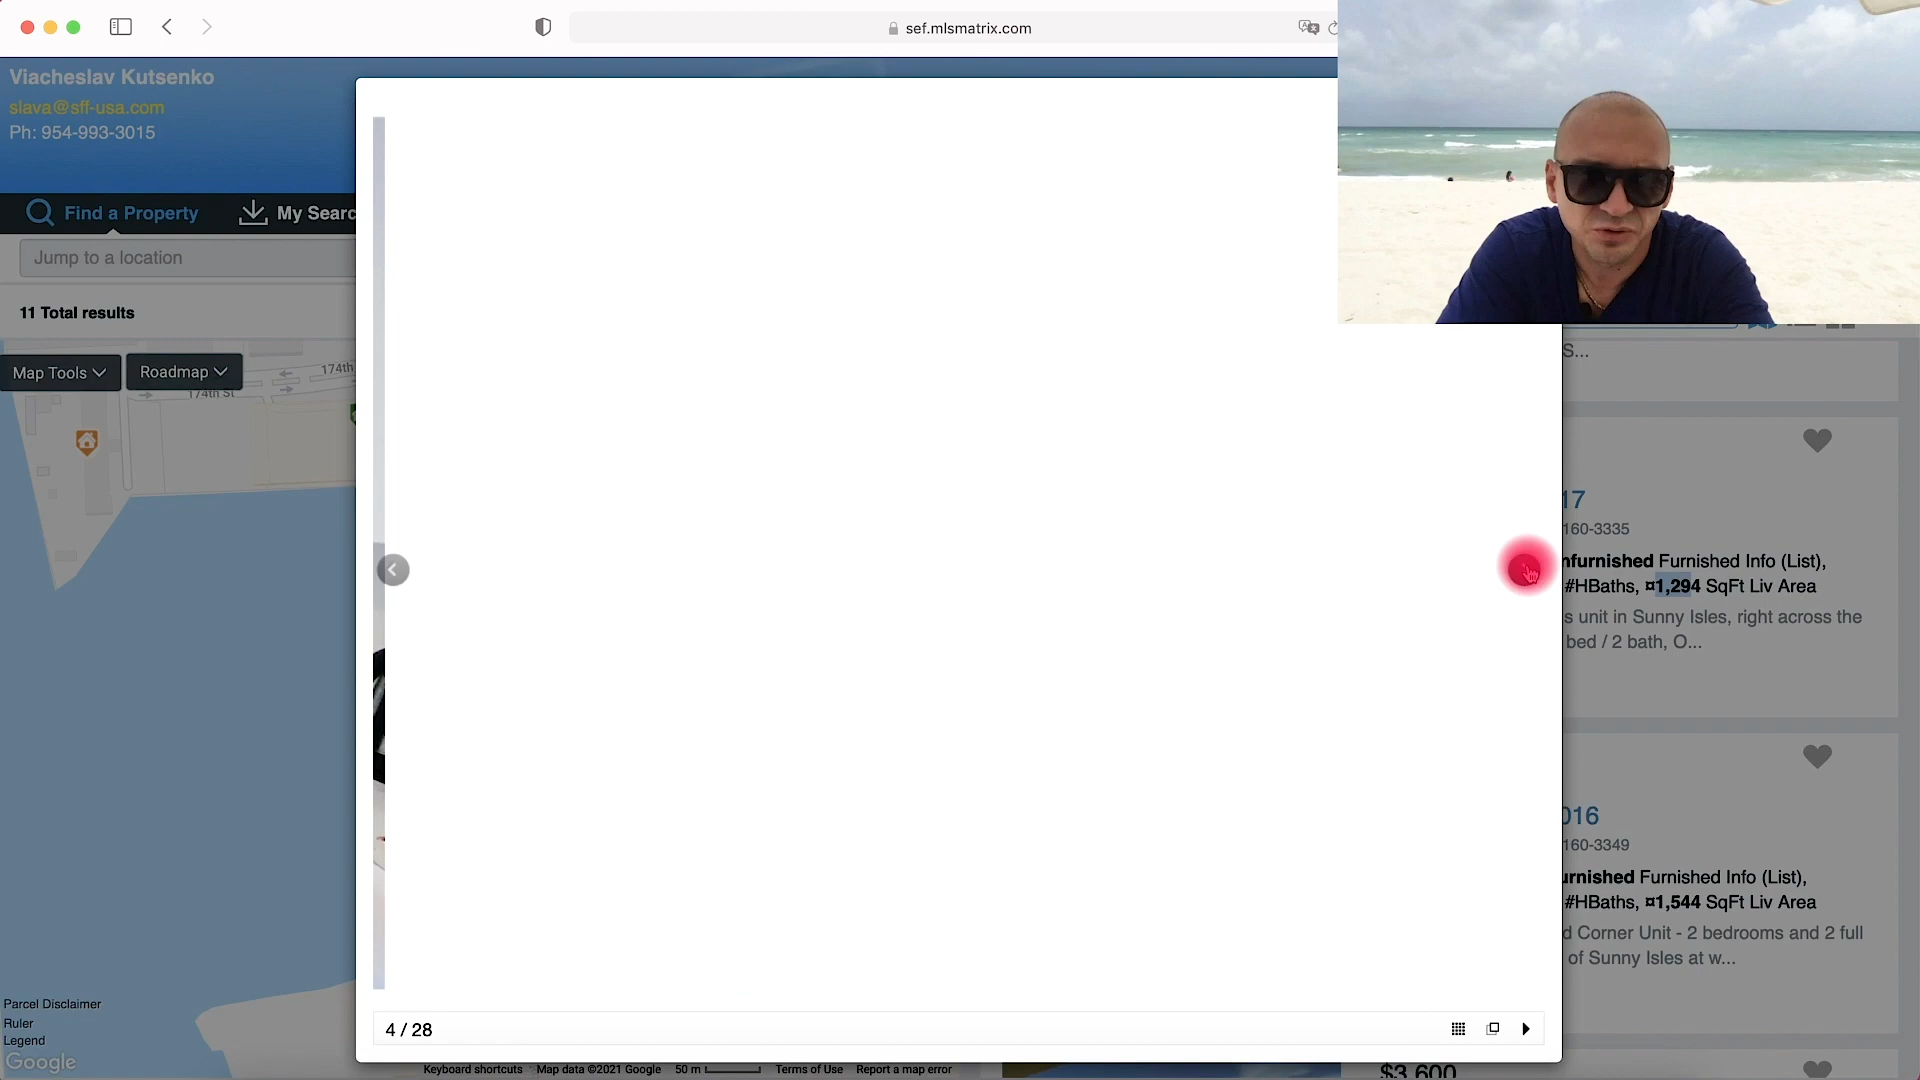 sef.mlsmatrix.com
Viacheslav Kutsenko
slava@sff-usa.com
Ph: 954-993-3015
Find a Property
My Searc
Jump to a location
11 Total results
Map Tools
Roadmap
174th
174th St
S...
17
160-3335
nfurnished Furnished Info (List),
#HBaths, ¤1,294 SqFt Liv Area
s unit in Sunny Isles, right across the
bed / 2 bath, O...
016
160-3349
urnished Furnished Info (List),
#HBaths, ¤1,544 SqFt Liv Area
d Corner Unit - 2 bedrooms and 2 full
of Sunny Isles at w...
Parcel Disclaimer
Ruler
Legend
Google
4 / 28
Keyboard shortcuts
Map data ©2021 Google
50 m
Terms of Use
Report a map error
$3,600